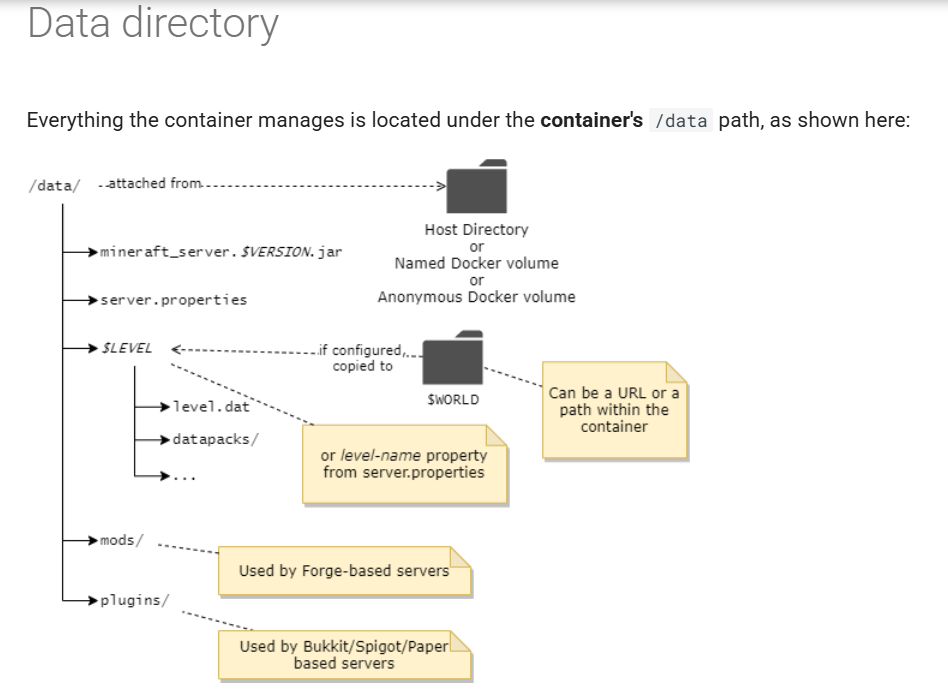 Data directory
Everything the container manages is located under the container's /data path, as shown here:
/data/
attached from
Host Directory
or
Named Docker volume
or
Anonymous Docker volume
mineraft_server.$VERSION.jar
server.properties
$LEVEL
if configured,
copied to
$WORLD
Can be a URL or a
path within the
container
level.dat
datapacks/
...
or level-name property
from server.properties
mods/
Used by Forge-based servers
plugins/
Used by Bukkit/Spigot/Paper
based servers